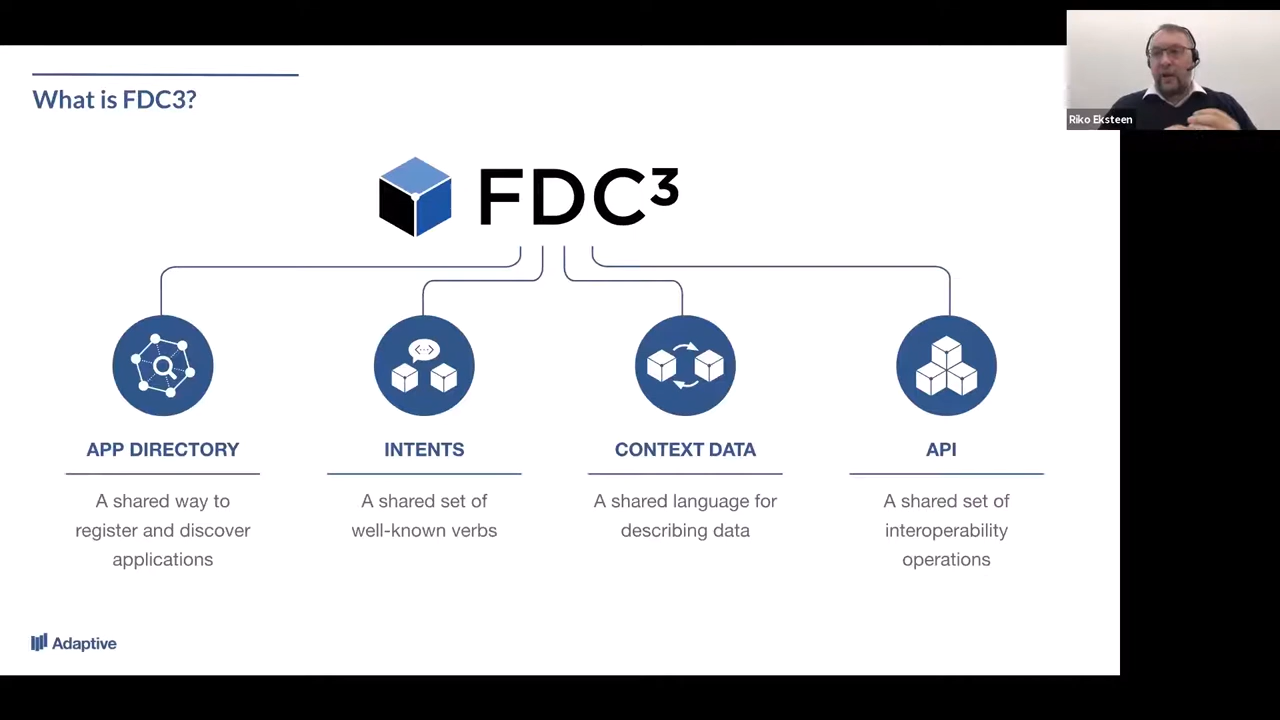 What is FDC3?
FDC³
APP DIRECTORY
A shared way to
register and discover
applications
INTENTS
A shared set of
well-known verbs
CONTEXT DATA
A shared language for
describing data
API
A shared set of
interoperability
operations
Adaptive
Riko Eksteen